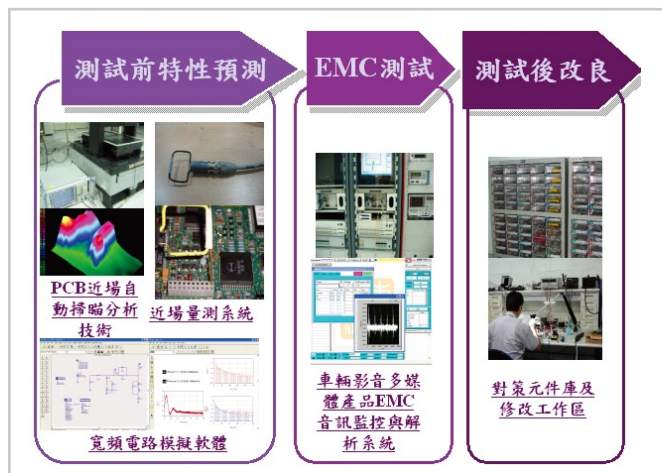 測試前特性預測
EMC測試
測試後改良
PCB近場自
動掃瞄分析
技術
近場量測系統
寬頻電路模擬軟體
車輛影音多媒
體產品EMC
音訊監控與解
析系統
對策元件庫及
修改工作區